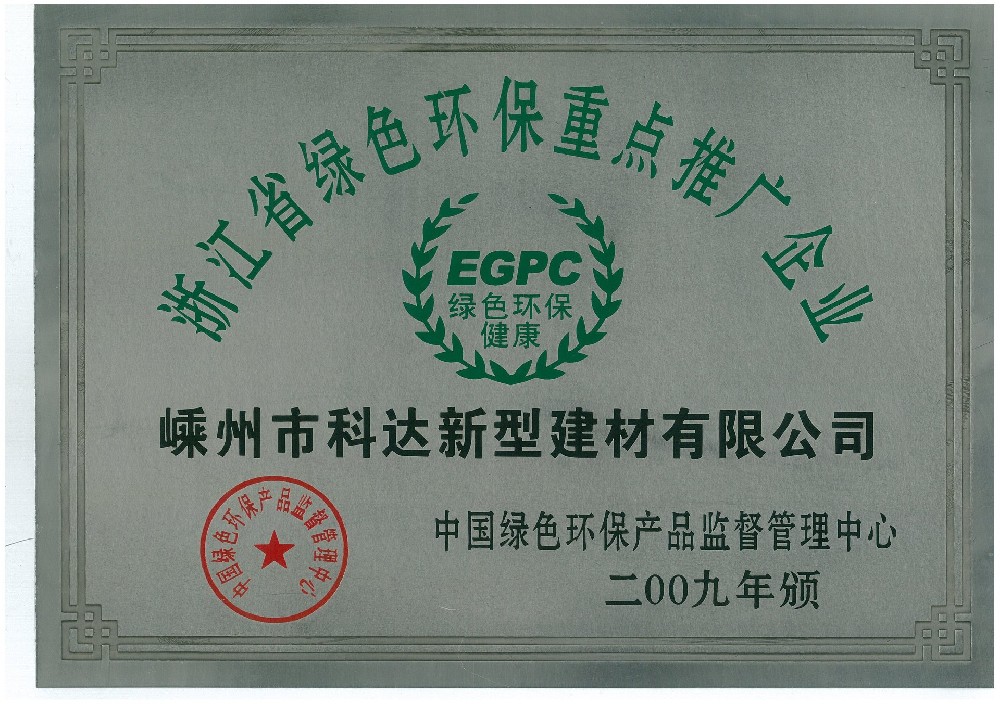 浙江省绿色环保重点推广企业
EGPC
绿色环保
健康
嵊州市科达新型建材有限公司
中国绿色环保产品监督管理中心
中国绿色环保产品监督管理中心
二00九年颁